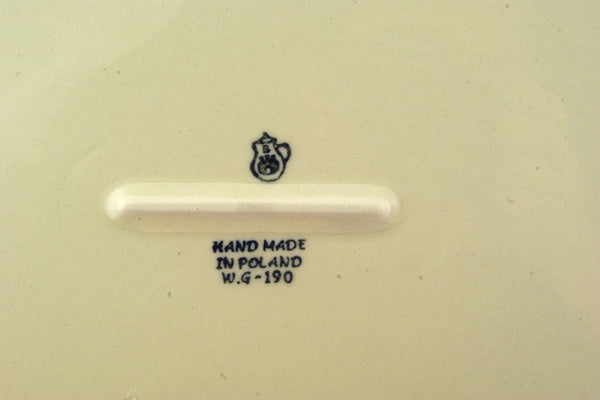 B
HAND MADE
IN POLAND
W.G-190